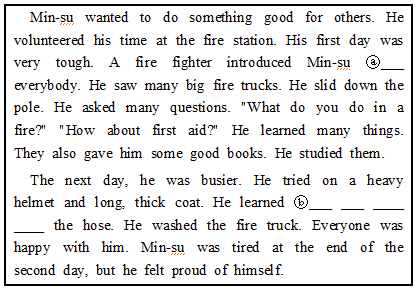 Min-su wanted to do something good for others. He
volunteered his time at the fire station. His first day was
very tough. A fire fighter introduced Min-su ⓐ___
everybody. He saw many big fire trucks. He slid down the
pole. He asked many questions. "What do you do in a
fire?" "How about first aid?" He learned many things.
They also gave him some good books. He studied them.
The next day, he was busier. He tried on a heavy
helmet and long, thick coat. He learned ⓑ___ ___ ____
____ the hose. He washed the fire truck. Everyone was
happy with him. Min-su was tired at the end of the
second day, but he felt proud of himself.